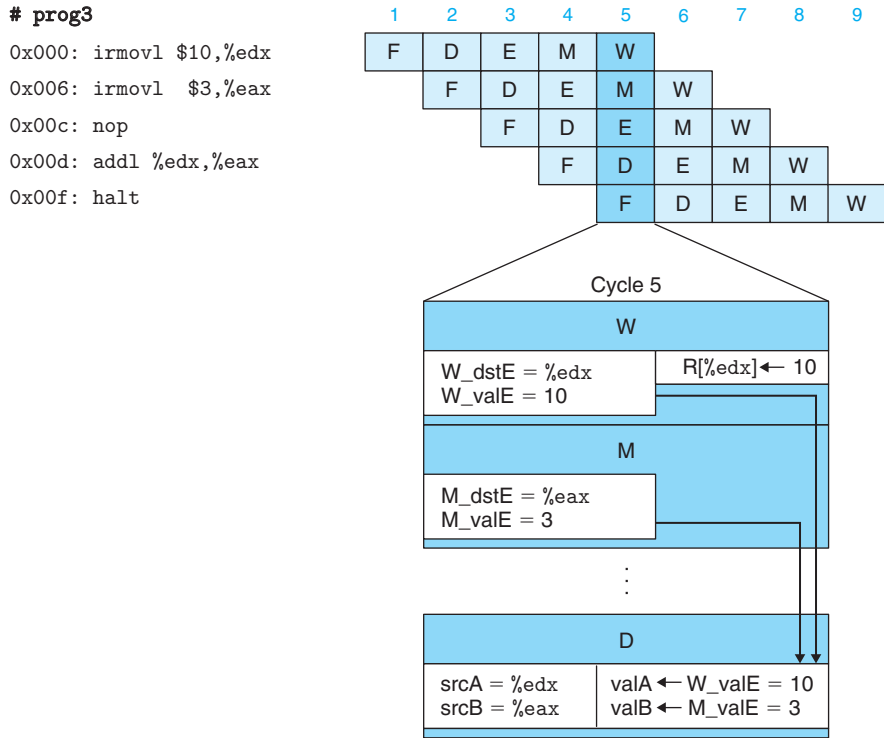 # prog3
1 2 3 4 5 6 7 8 9
0x000: irmovl $10,%edx F D E M W
0x006: irmovl  $3,%eax F D E M W
0x00c: nop F D E M W
0x00d: addl %edx,%eax F D E M W
0x00f: halt F D E M W
Cycle 5
W
W_dstE = %edx R[%edx] ← 10
W_valE = 10
M
M_dstE = %eax
M_valE = 3
⋮
D
srcA = %edx valA ← W_valE = 10
srcB = %eax valB ← M_valE = 3